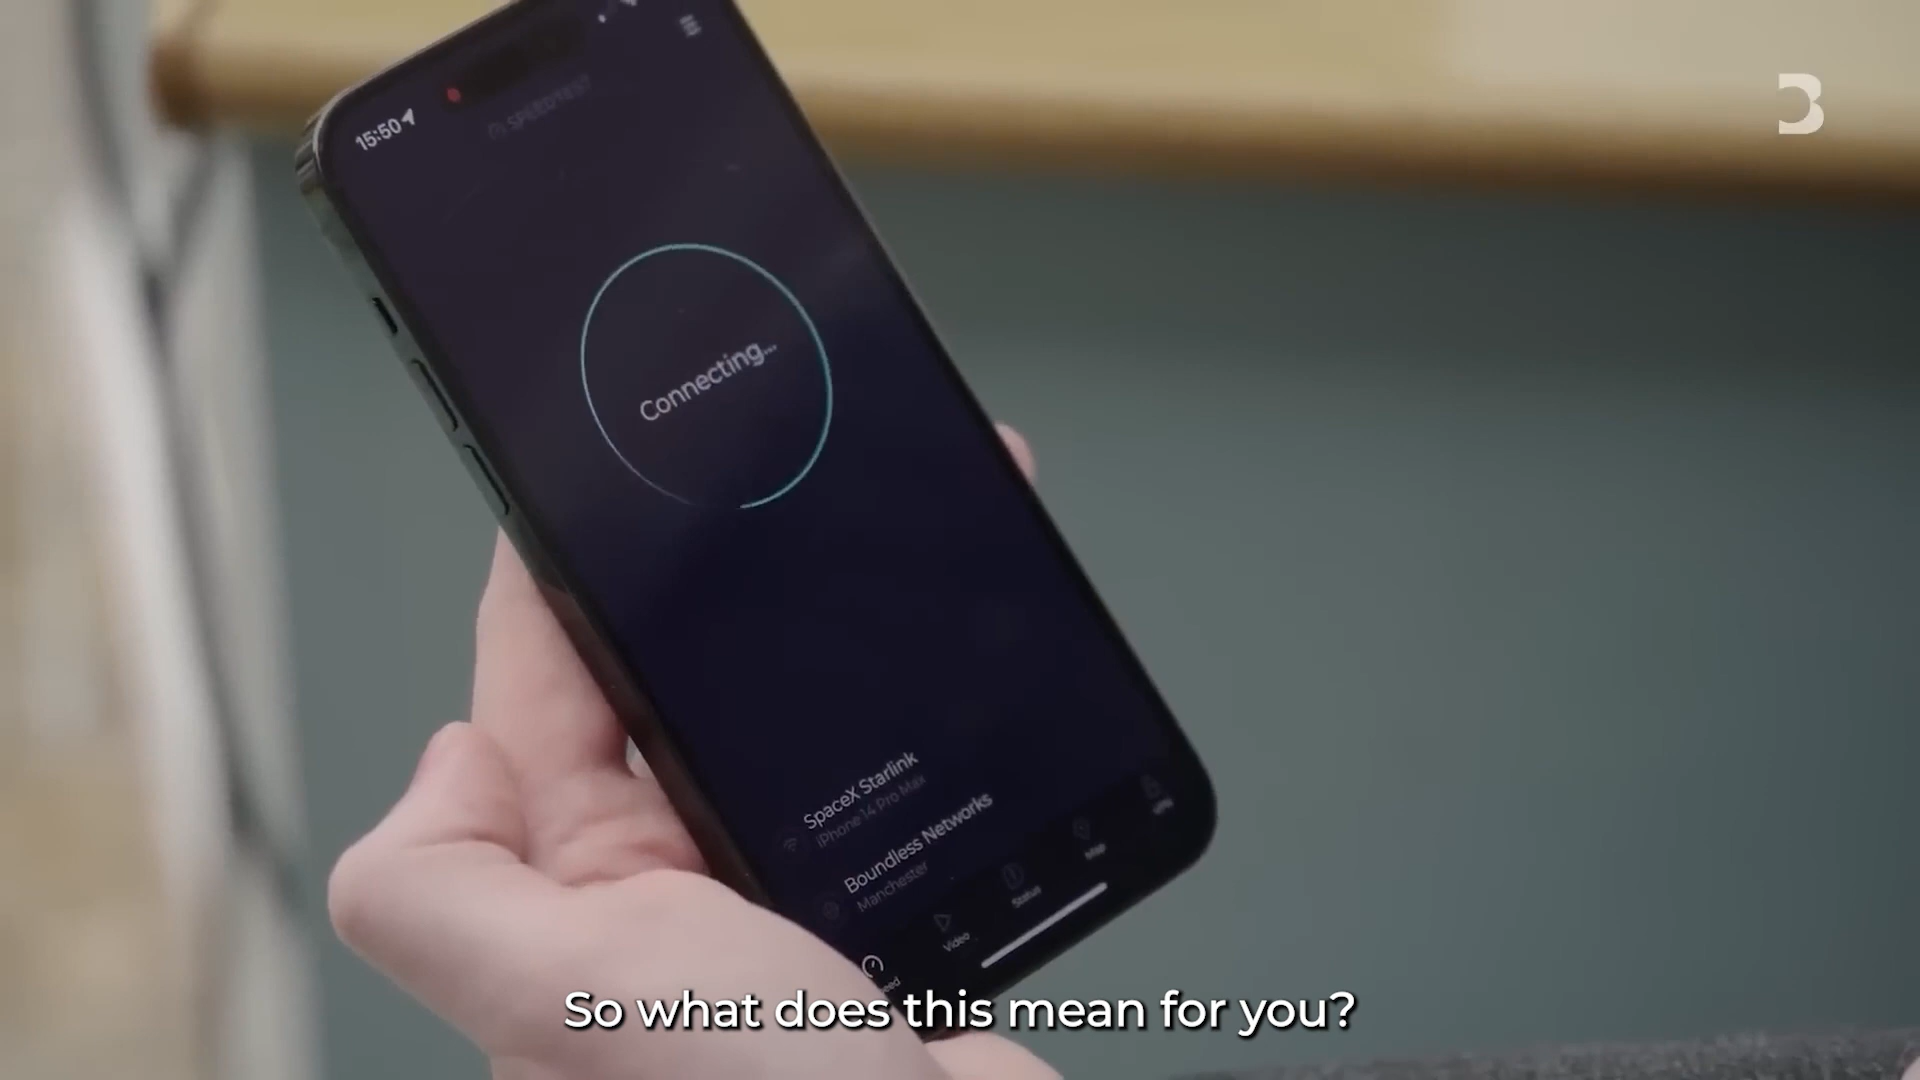 15:50
SPEEDTEST
Connecting...
SpaceX Starlink
iPhone 14 Pro Max
Boundless Networks
Manchester
Video
Status
Map
So what does this mean for you?